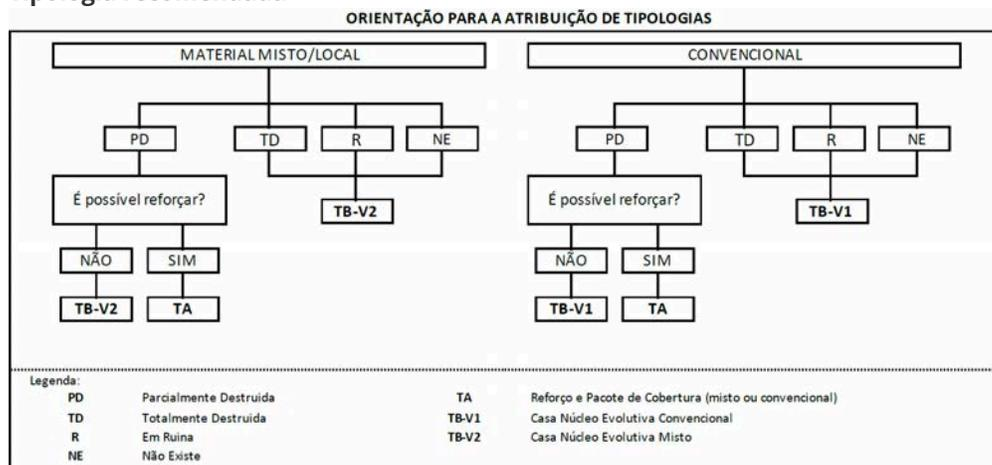 ORIENTAÇÃO PARA A ATRIBUIÇÃO DE TIPOLOGIAS
MATERIAL MISTO/LOCAL
CONVENCIONAL
PD
TD
R
NE
PD
TD
R
NE
É possível reforçar?
TB-V2
É possível reforçar?
TB-V1
NÃO
SIM
NÃO
SIM
TB-V2
TA
TB-V1
TA
Legenda:
PD Parcialmente Destruida TA Reforço e Pacote de Cobertura (misto ou convencional)
TD Totalmente Destruida TB-V1 Casa Núcleo Evolutiva Convencional
R Em Ruina TB-V2 Casa Núcleo Evolutiva Misto
NE Não Existe